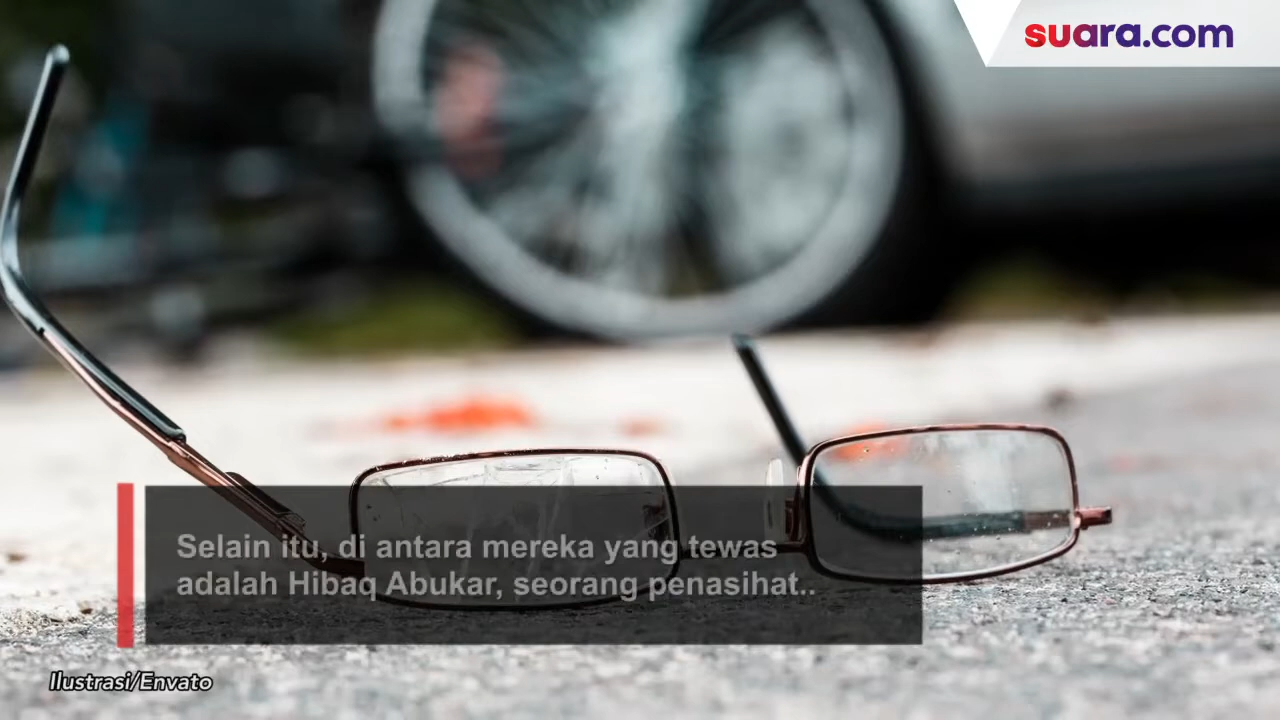 suara.com
Selain itu, di antara mereka yang tewas
adalah Hibaq Abukar, seorang penasihat..
Ilustrasi/Envato